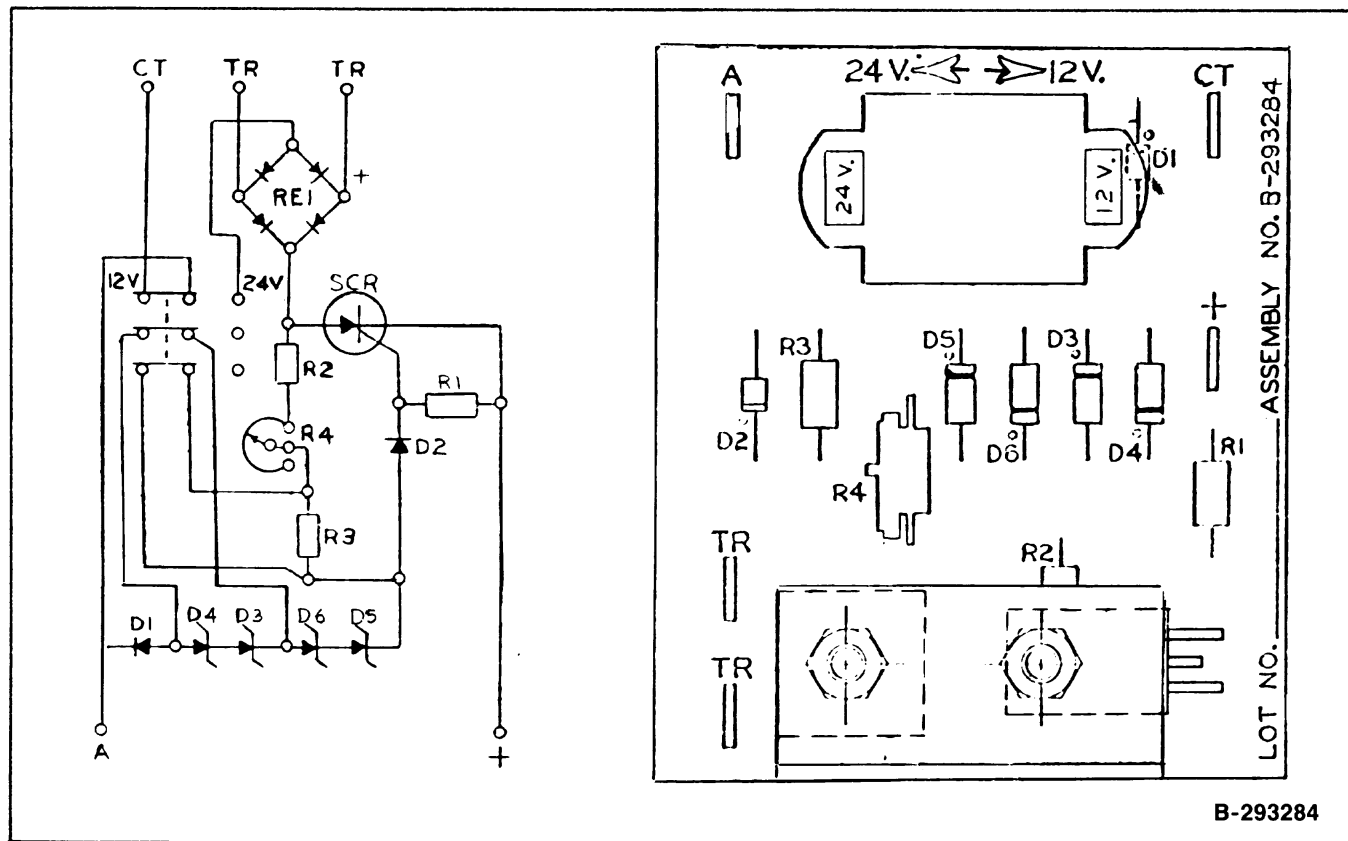 CT TR TR
+
RE1
12V 24V
SCR
R2
R1
R4
D2
R3
D1 D4 D3 D6 D5
A +
A 24V. 12V. CT
24 V. 12 V. D1
+
D2 R3 D5 D6 D3 D4
R4 R1
TR R2
TR
LOT NO. ASSEMBLY NO. B-293284
B-293284